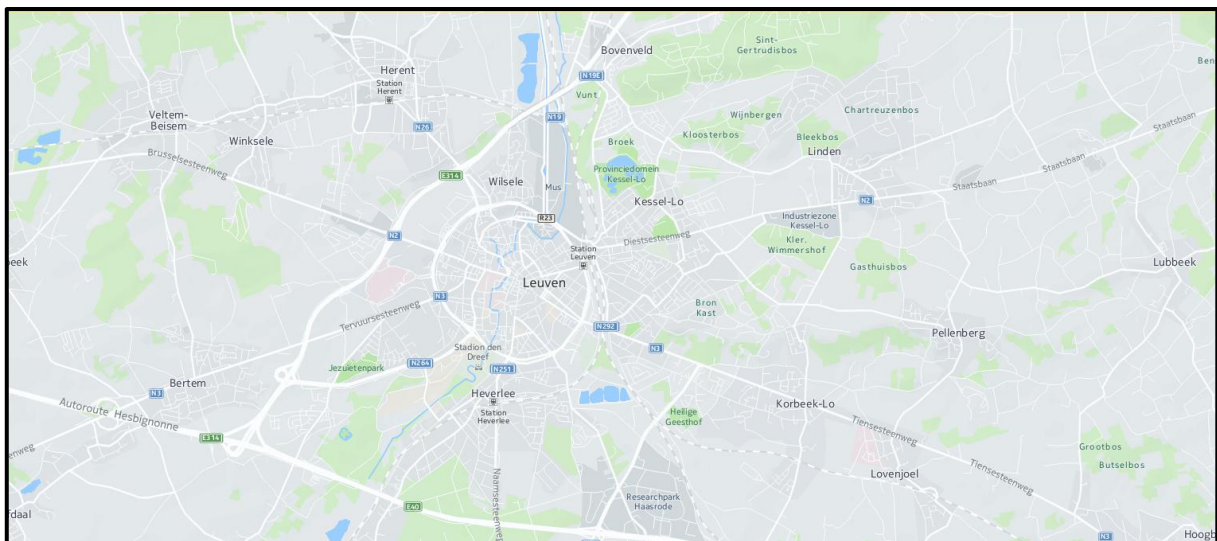 Sint-
Gertrudisbos
Bovenveld
Ben
Herent
Station
Herent
N19E
Vunt
Veltem-
Beisem
N19
Wijnbergen
Chartreuzenbos
N26
Winksele
Broek
Kloosterbos
Bleekbos
Linden
Staatsbaan
Brusselsesteenweg
E314
Wilsele
Mus
Provinciedomein
Kessel-Lo
Staatsbaan
Staatsbaan
Kessel-Lo
N2
R23
Industriezone
Kessel-Lo
N2
Diestsesteenweg
Kler.
Wimmershof
Station
Leuven
eek
Lubbeek
Gasthuisbos
Leuven
N3
Bron
Kast
Tervuursesteenweg
N292
Pellenberg
Stadion den
Dreef
N3
Jezuïetenpark
N264
N251
Bertem
N3
Heverlee
Station
Heverlee
Autoroute Hesbignonne
E314
Heilige
Geesthof
Korbeek-Lo
Tiensesteenweg
enweg
Grootbos
Butselbos
Tiensesteenweg
Lovenjoel
Naamsesteenweg
Researchpark
Haasrode
E40
fdaal
N3
Hoogb